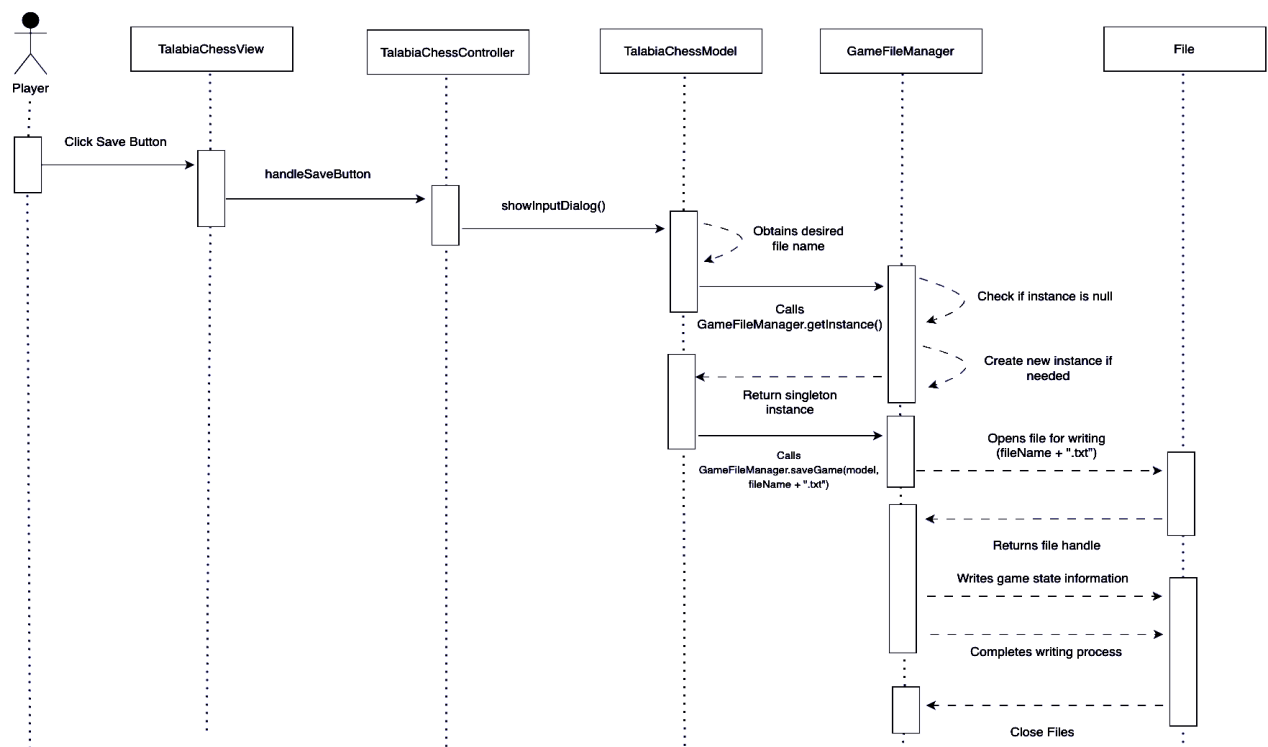 TalabiaChessView
TalabiaChessController
TalabiaChessModel
GameFileManager
File
Player
Click Save Button
handleSaveButton
showInputDialog()
Obtains desired
file name
Calls
GameFileManager.getInstance()
Check if instance is null
Create new instance if
needed
Return singleton
instance
Calls
GameFileManager.saveGame(model,
fileName + ".txt")
Opens file for writing
(fileName + ".txt")
Returns file handle
Writes game state information
Completes writing process
Close Files